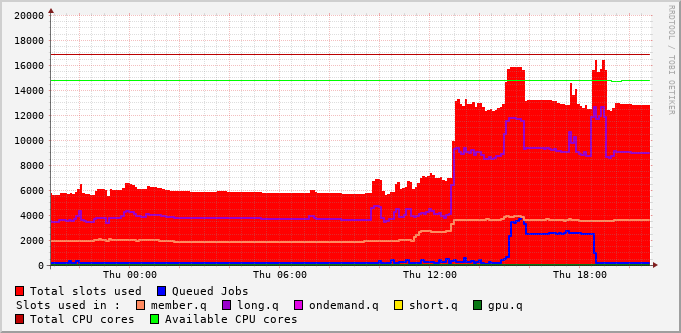 20000
18000
16000
14000
12000
10000
8000
6000
4000
2000
0
Thu 00:00 Thu 06:00 Thu 12:00 Thu 18:00
RRDTOOL / TOBI OETIKER
Total slots used Queued Jobs
Slots used in : member.q long.q ondemand.q short.q gpu.q
Total CPU cores Available CPU cores